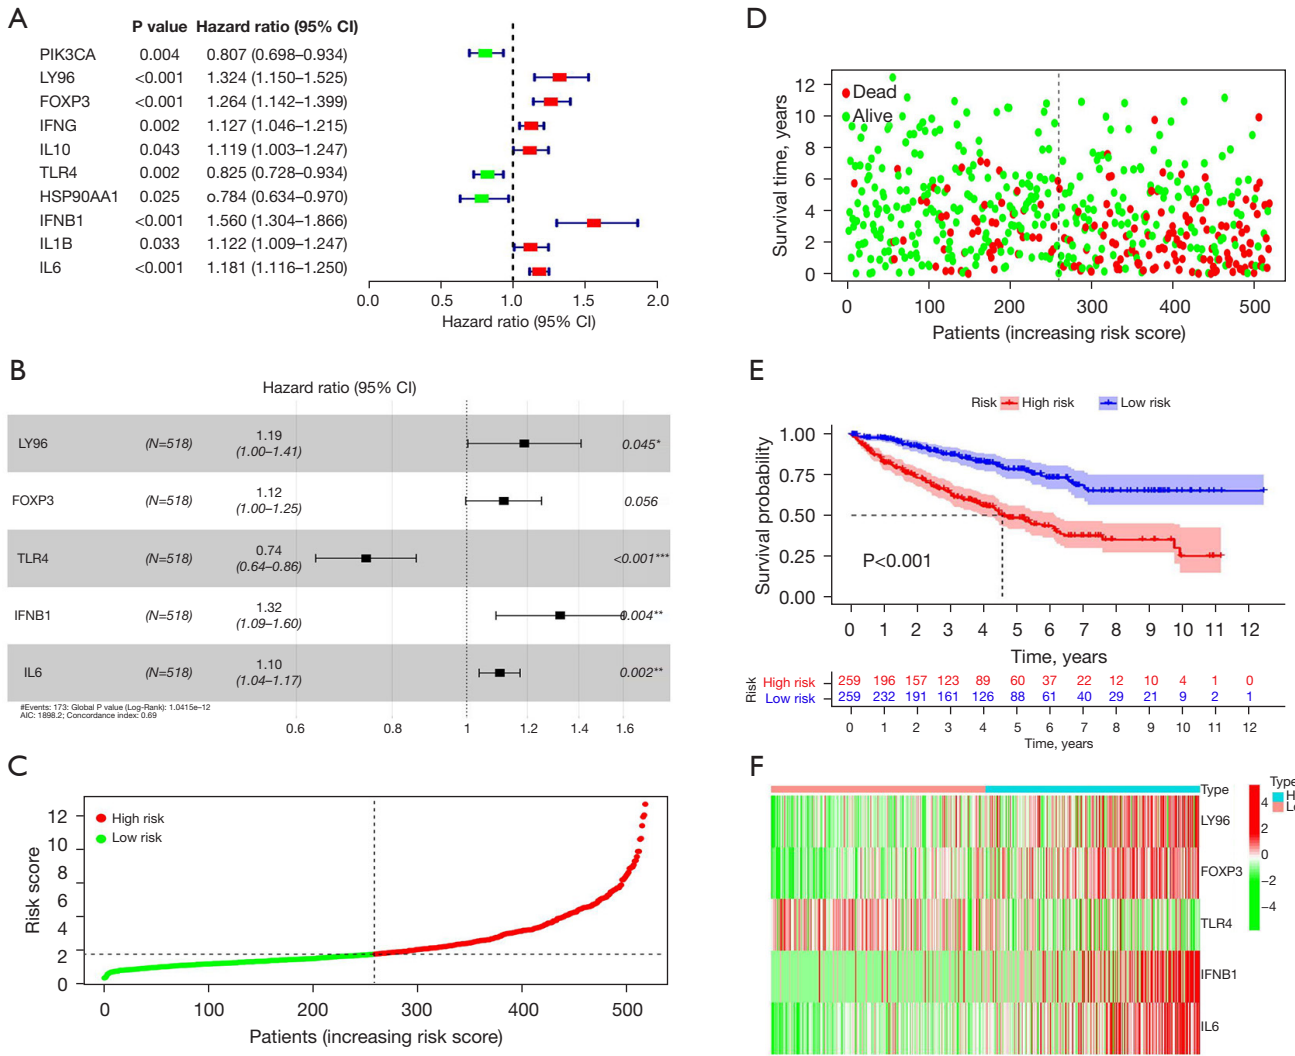 A
P value Hazard ratio (95% CI)
PIK3CA 0.004 0.807 (0.698–0.934)
LY96 <0.001 1.324 (1.150–1.525)
FOXP3 <0.001 1.264 (1.142–1.399)
IFNG 0.002 1.127 (1.046–1.215)
IL10 0.043 1.119 (1.003–1.247)
TLR4 0.002 0.825 (0.728–0.934)
HSP90AA1 0.025 o.784 (0.634–0.970)
IFNB1 <0.001 1.560 (1.304–1.866)
IL1B 0.033 1.122 (1.009–1.247)
IL6 <0.001 1.181 (1.116–1.250)
0.0 0.5 1.0 1.5 2.0
Hazard ratio (95% CI)
B
Hazard ratio (95% CI)
LY96 (N=518) 1.19 (1.00–1.41) 0.045*
FOXP3 (N=518) 1.12 (1.00–1.25) 0.056
TLR4 (N=518) 0.74 (0.64–0.86) <0.001***
IFNB1 (N=518) 1.32 (1.09–1.60) 0.004**
IL6 (N=518) 1.10 (1.04–1.17) 0.002**
#Events: 173: Global P value (Log-Rank): 1.0415e–12
AIC: 1898.2; Concordance index: 0.69
0.6 0.8 1 1.2 1.4 1.6
C
High risk
Low risk
Risk score
12
10
8
6
4
2
0
0 100 200 300 400 500
Patients (increasing risk score)
D
Dead
Alive
Survival time, years
12
10
8
6
4
2
0
0 100 200 300 400 500
Patients (increasing risk score)
E
Risk High risk Low risk
Survival probability
1.00
0.75
0.50
0.25
0.00
P<0.001
0 1 2 3 4 5 6 7 8 9 10 11 12
Time, years
Risk
High risk 259 196 157 123 89 60 37 22 12 10 4 1 0
Low risk 259 232 191 161 126 88 61 40 29 21 9 2 1
0 1 2 3 4 5 6 7 8 9 10 11 12
Time, years
F
Type
LY96
FOXP3
TLR4
IFNB1
IL6
4
2
0
−2
−4
Type
H
Lo